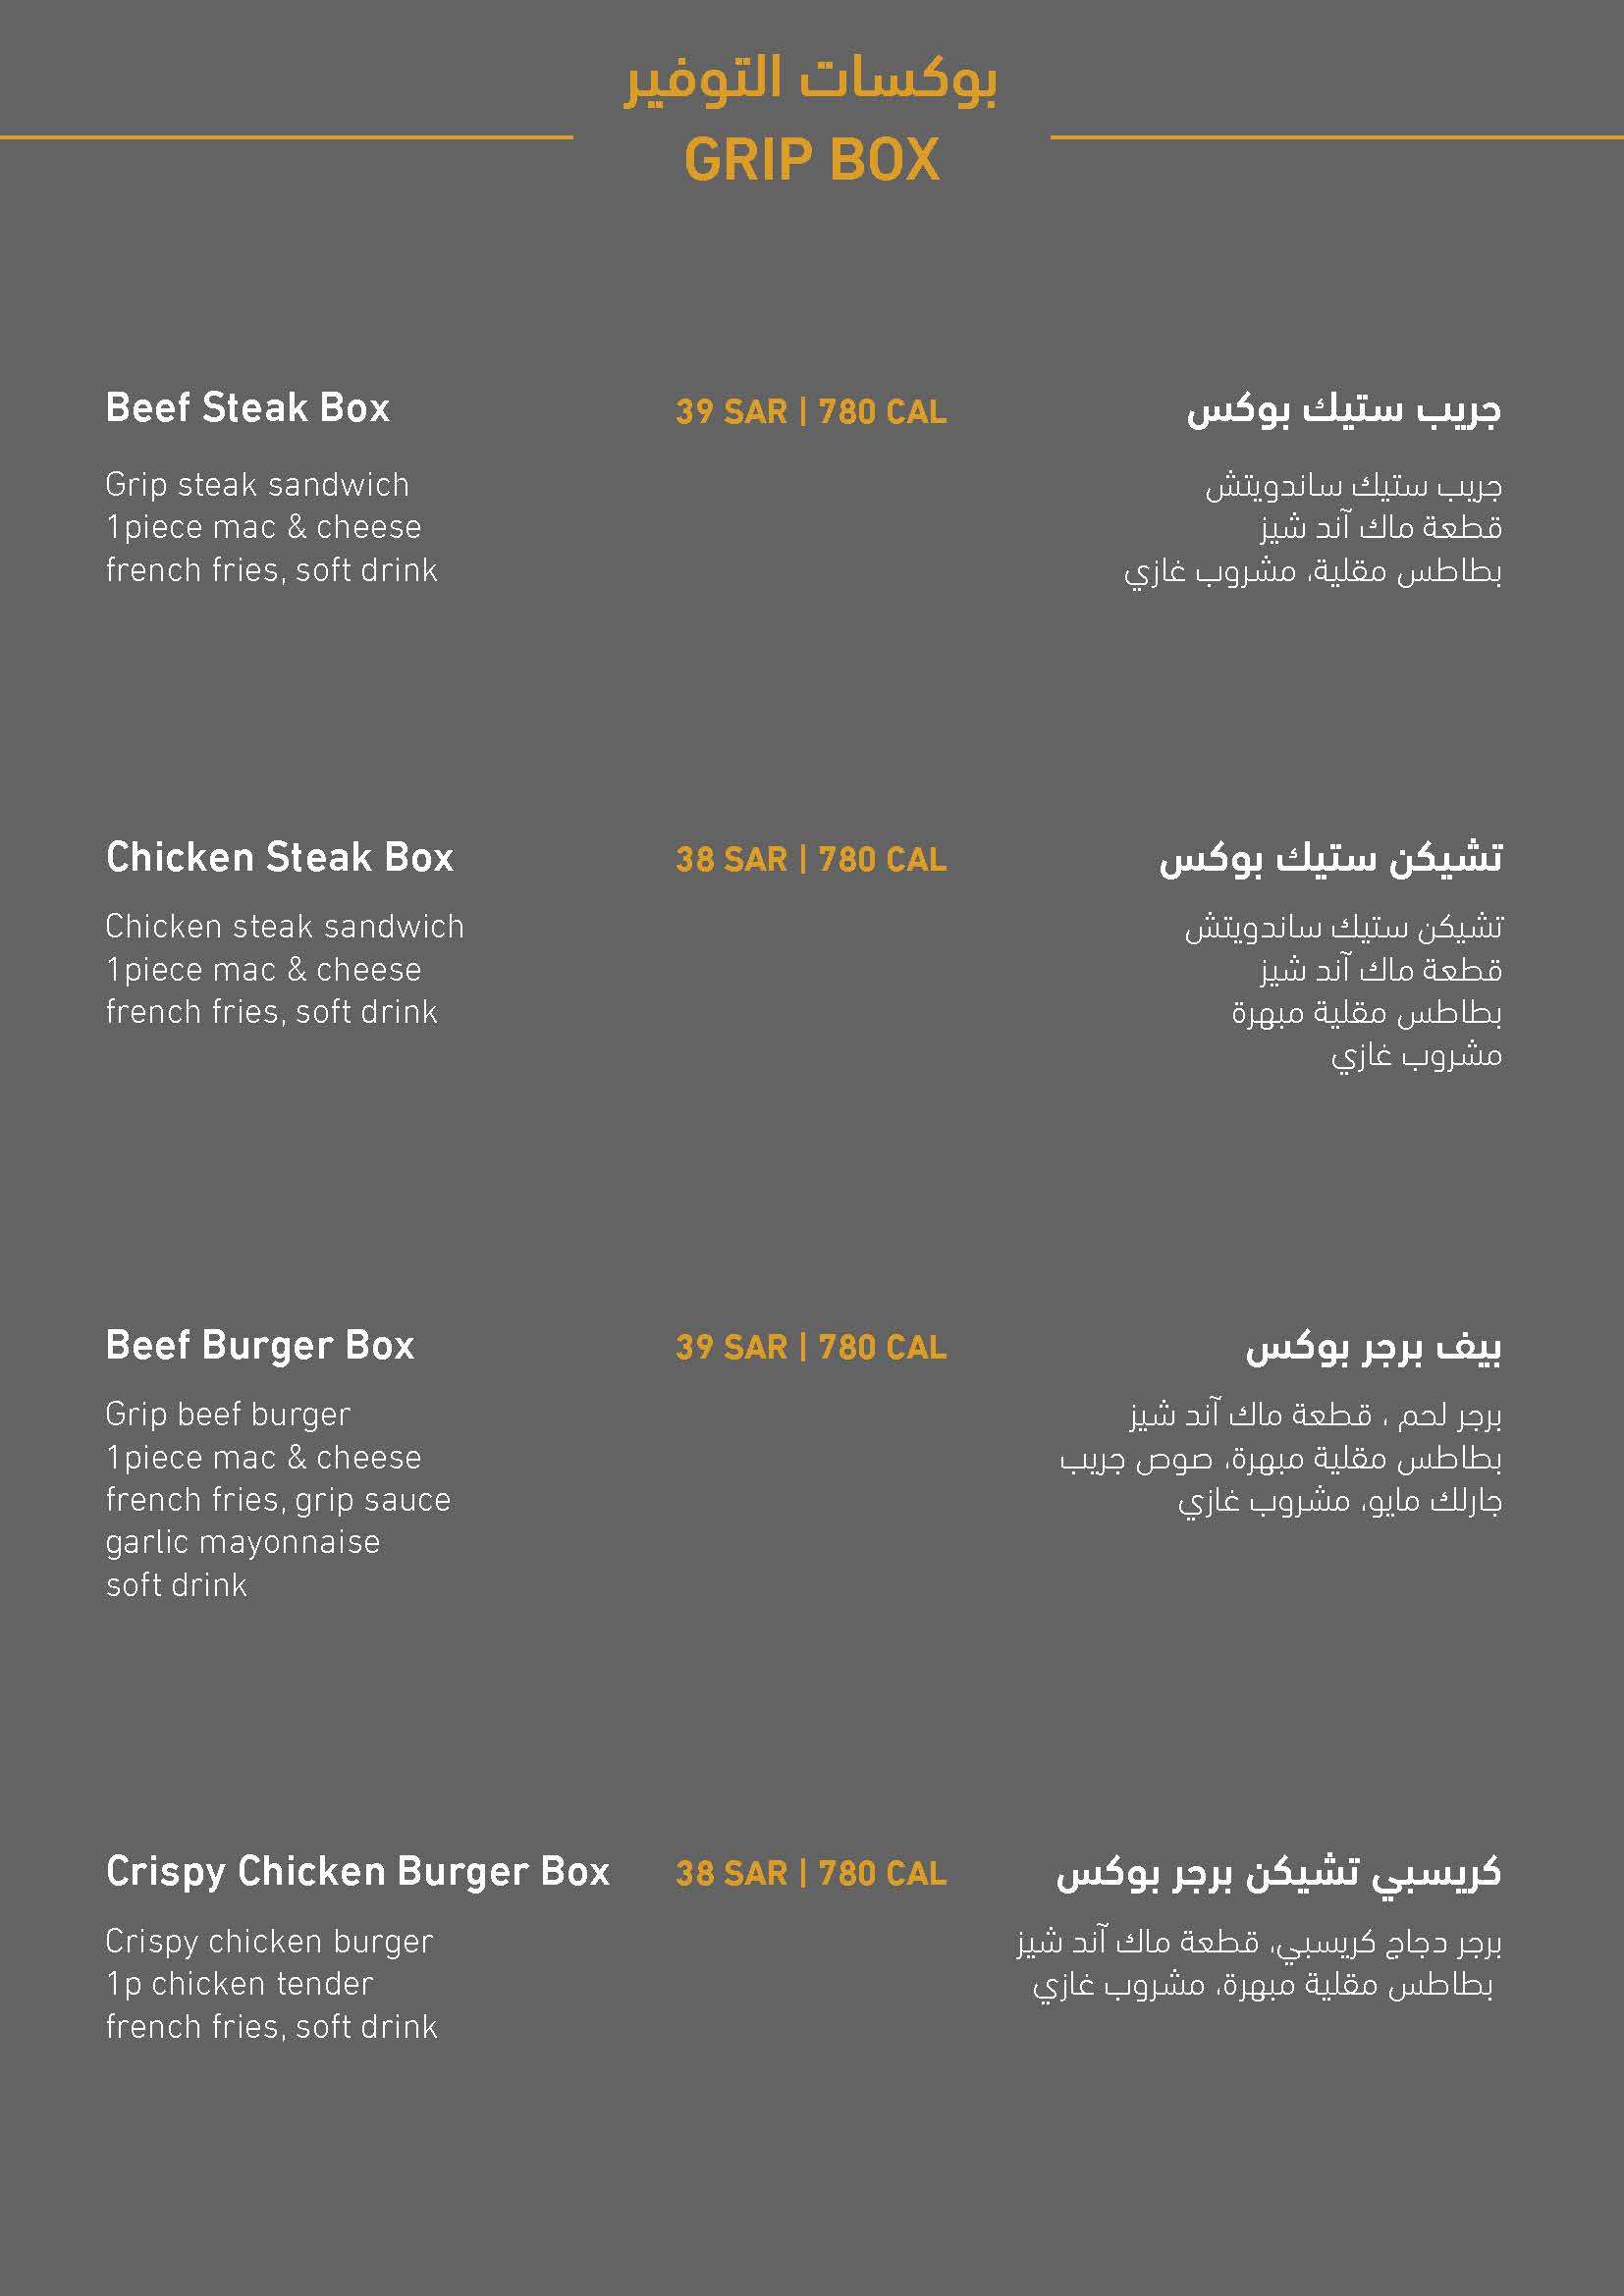 بوكسات التوفير
GRIP BOX
Beef Steak Box
39 SAR | 780 CAL
جريب ستيك بوكس
Grip steak sandwich
1piece mac & cheese
french fries, soft drink
جريب ستيك ساندويتش
قطعة ماك آند شيز
بطاطس مقلية، مشروب غازي
Chicken Steak Box
38 SAR | 780 CAL
تشيكن ستيك بوكس
Chicken steak sandwich
1piece mac & cheese
french fries, soft drink
تشيكن ستيك ساندويتش
قطعة ماك آند شيز
بطاطس مقلية مبهرة
مشروب غازي
Beef Burger Box
39 SAR | 780 CAL
بيف برجر بوكس
Grip beef burger
1piece mac & cheese
french fries, grip sauce
garlic mayonnaise
soft drink
برجر لحم ، قطعة ماك آند شيز
بطاطس مقلية مبهرة، صوص جريب
جارلك مايو، مشروب غازي
Crispy Chicken Burger Box
38 SAR | 780 CAL
كريسبي تشيكن برجر بوكس
Crispy chicken burger
1p chicken tender
french fries, soft drink
برجر دجاج كريسبي، قطعة ماك آند شيز
بطاطس مقلية مبهرة، مشروب غازي